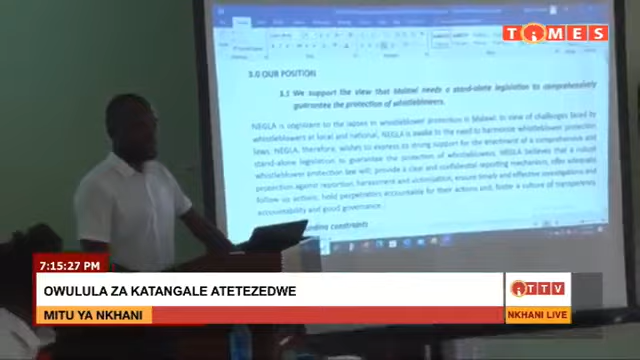 TIMES
3.0 OUR POSITION
3.1 We support the view that Malawi needs a stand-alone legislation to comprehensively
guarantee the protection of whistleblowers.
NEGLA is cognizant to the lapses in whistleblower protection in Malawi. In view of challenges faced by
whistleblowers at local and national, NEGLA is awake to the need to harmonise whistleblower protection
laws. NEGLA, therefore, wishes to express its strong support for the enactment of a comprehensive and
stand-alone legislation to guarantee the protection of whistleblowers. NEGLA believes that a robust
whistleblower protection law will; provide a clear and confidential reporting mechanism, offer adequate
protection against reporters harassment and victimisation, ensure timely and effective investigations and
follow up actions, hold perpetrators accountable for their actions and, foster a culture of transparency,
accountability and good governance.
constraints
7:15:27 PM
OWULULA ZA KATANGALE ATETEZEDWE
TTV
MITU YA NKHANI
NKHANI LIVE